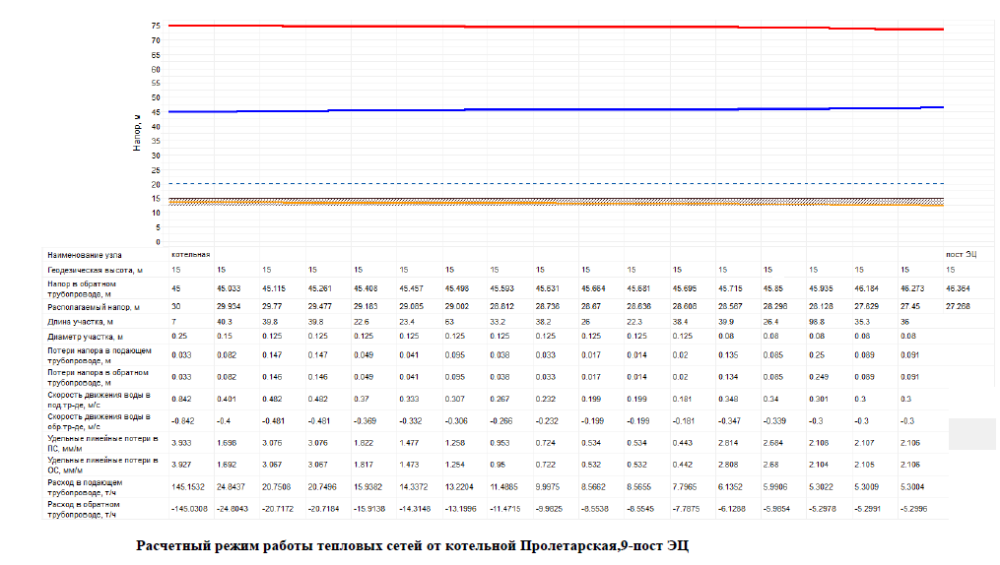 75
70
65
60
55
50
45
40
35
30
25
20
15
10
5
0
Напор, м
Наименование узла котельная пост ЭЦ
Геодезическая высота, м 15 15 15 15 15 15 15 15 15 15 15 15 15 15 15 15 15 15
Напор в обратном
трубопроводе, м 45 45.033 45.115 45.261 45.408 45.457 45.498 45.593 45.631 45.664 45.681 45.695 45.715 45.85 45.935 46.184 46.273 46.364
Располагаемый напор, м 30 29.934 29.77 29.477 29.183 29.085 29.002 28.812 28.736 28.67 28.636 28.608 28.567 28.298 28.128 27.629 27.45 27.268
Длина участка, м 7 40.3 39.8 39.8 22.6 23.4 63 33.2 38.2 26 22.3 38.4 39.9 26.4 98.8 35.3 36
Диаметр участка, м 0.25 0.15 0.125 0.125 0.125 0.125 0.125 0.125 0.125 0.125 0.125 0.125 0.08 0.08 0.08 0.08 0.08
Потери напора в подающем
трубопроводе, м 0.033 0.082 0.147 0.147 0.049 0.041 0.095 0.038 0.033 0.017 0.014 0.02 0.135 0.085 0.25 0.089 0.091
Потери напора в обратном
трубопроводе, м 0.033 0.082 0.146 0.146 0.049 0.041 0.095 0.038 0.033 0.017 0.014 0.02 0.134 0.085 0.249 0.089 0.091
Скорость движения воды в
под.тр-де, м/с 0.842 0.401 0.482 0.482 0.37 0.333 0.307 0.267 0.232 0.199 0.199 0.181 0.348 0.34 0.301 0.3 0.3
Скорость движения воды в
обр.тр-де, м/с -0.842 -0.4 -0.481 -0.481 -0.369 -0.332 -0.306 -0.266 -0.232 -0.199 -0.199 -0.181 -0.347 -0.339 -0.3 -0.3 -0.3
Удельные линейные потери в
ПС, мм/м 3.933 1.698 3.076 3.076 1.822 1.477 1.258 0.953 0.724 0.534 0.534 0.443 2.814 2.684 2.108 2.107 2.106
Удельные линейные потери в
ОС, мм/м 3.927 1.692 3.067 3.067 1.817 1.473 1.254 0.95 0.722 0.532 0.532 0.442 2.808 2.68 2.104 2.105 2.106
Расход в подающем
трубопроводе, т/ч 145.1532 24.8437 20.7508 20.7496 15.9382 14.3372 13.2204 11.4885 9.9975 8.5662 8.5655 7.7965 6.1352 5.9906 5.3022 5.3009 5.3004
Расход в обратном
трубопроводе, т/ч -145.0308 -24.8043 -20.7172 -20.7184 -15.9138 -14.3148 -13.1996 -11.4715 -9.9825 -8.5538 -8.5545 -7.7875 -6.1288 -5.9854 -5.2978 -5.2991 -5.2996
Расчетный режим работы тепловых сетей от котельной Пролетарская,9-пост ЭЦ